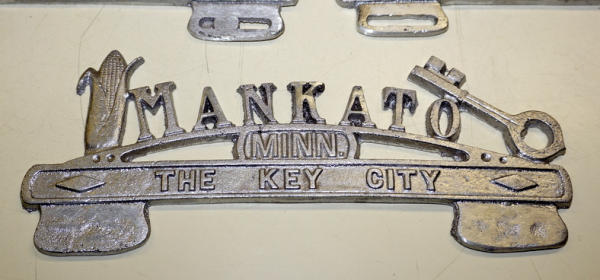 MANKATO
MINN.
THE KEY CITY